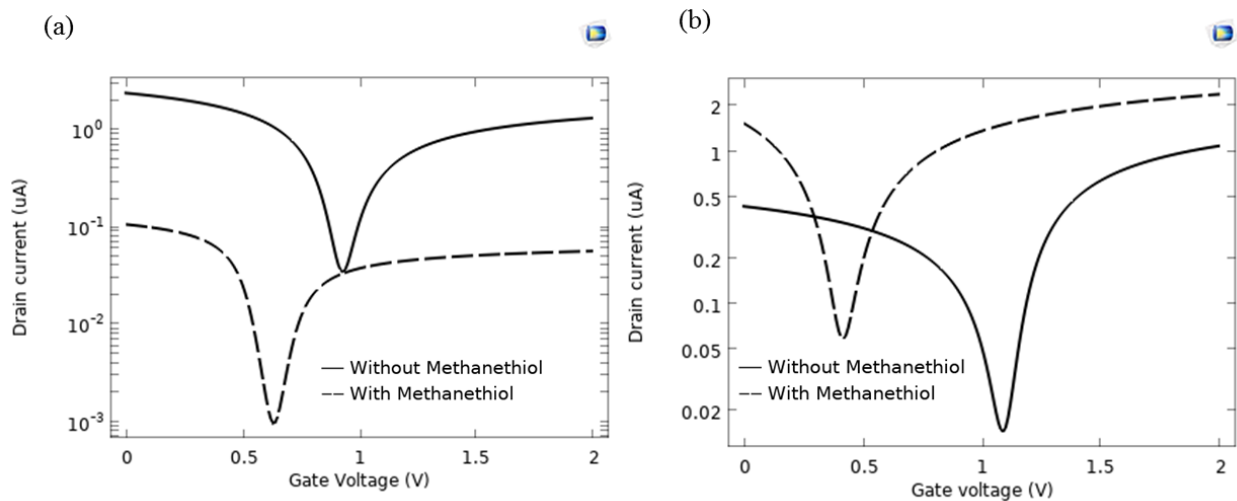 (a)
10⁰
10⁻¹
10⁻²
10⁻³
Drain current (uA)
Without Methanethiol
With Methanethiol
0 0.5 1 1.5 2
Gate Voltage (V)
(b)
2
1
0.5
0.2
0.1
0.05
0.02
Drain current (uA)
Without Methanethiol
With Methanethiol
0 0.5 1 1.5 2
Gate voltage (V)